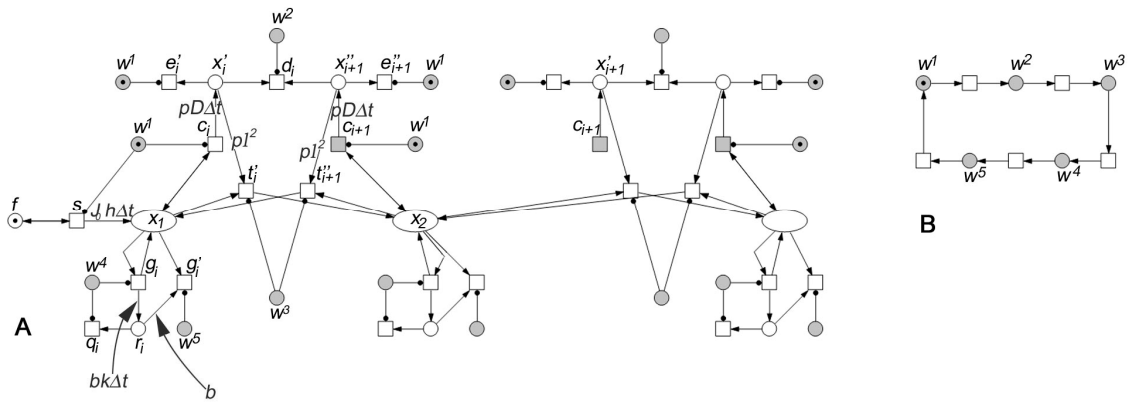 w²
w¹ e'ᵢ x'ᵢ dᵢ x''ᵢ₊₁ e''ᵢ₊₁ w¹ x'ᵢ₊₁
pDΔt pDΔt
w¹ cᵢ cᵢ₊₁ w¹ cᵢ₊₁
pl² pl²
t'ᵢ t''ᵢ₊₁
f s J₀hΔt x₁ x₂
w⁴ gᵢ g'ᵢ
w³
A
qᵢ rᵢ w⁵
bkΔt b
w¹ w² w³
w⁵ w⁴
B